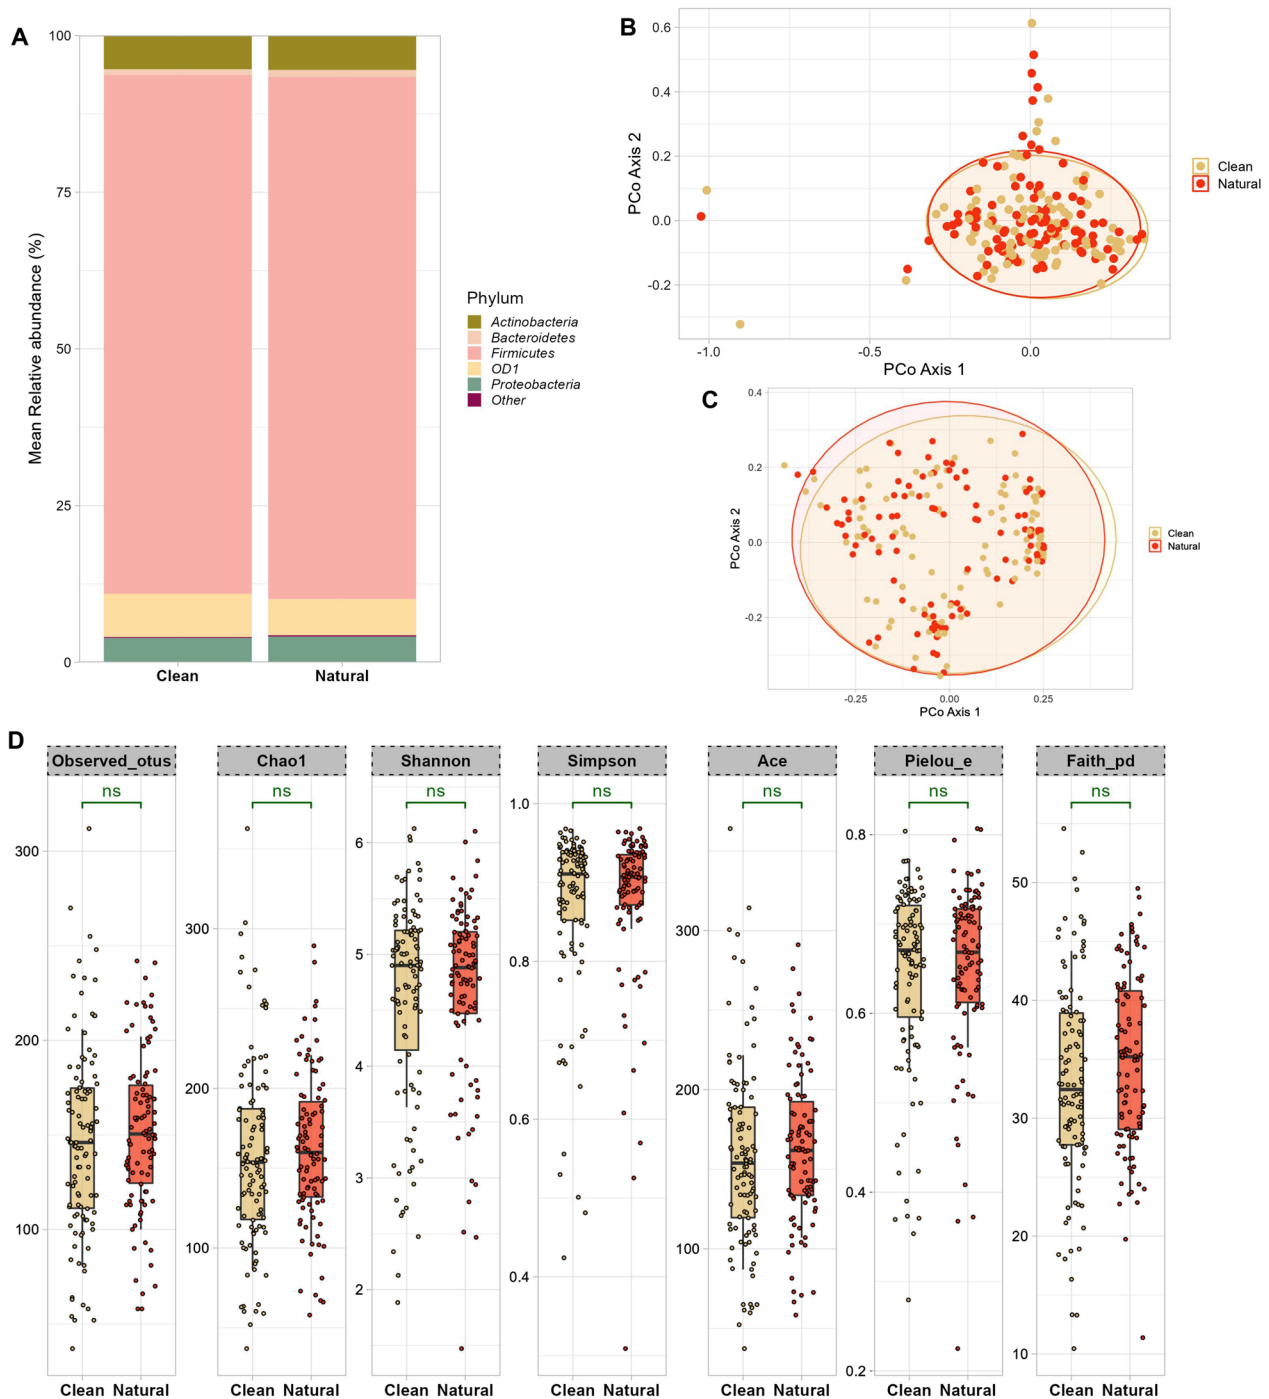 A
100
75
50
25
0
Mean Relative abundance (%)
Clean
Natural
Phylum
Actinobacteria
Bacteroidetes
Firmicutes
OD1
Proteobacteria
Other
B
0.6
0.4
0.2
0.0
-0.2
PCo Axis 2
-1.0
-0.5
0.0
PCo Axis 1
Clean
Natural
C
0.4
0.2
0.0
-0.2
PCo Axis 2
-0.25
0.00
0.25
PCo Axis 1
Clean
Natural
D
Observed_otus
ns
300
200
100
Clean Natural
Chao1
ns
300
200
100
Clean Natural
Shannon
ns
6
5
4
3
2
Clean Natural
Simpson
ns
1.0
0.8
0.6
0.4
Clean Natural
Ace
ns
300
200
100
Clean Natural
Pielou_e
ns
0.8
0.6
0.4
0.2
Clean Natural
Faith_pd
ns
50
40
30
20
10
Clean Natural